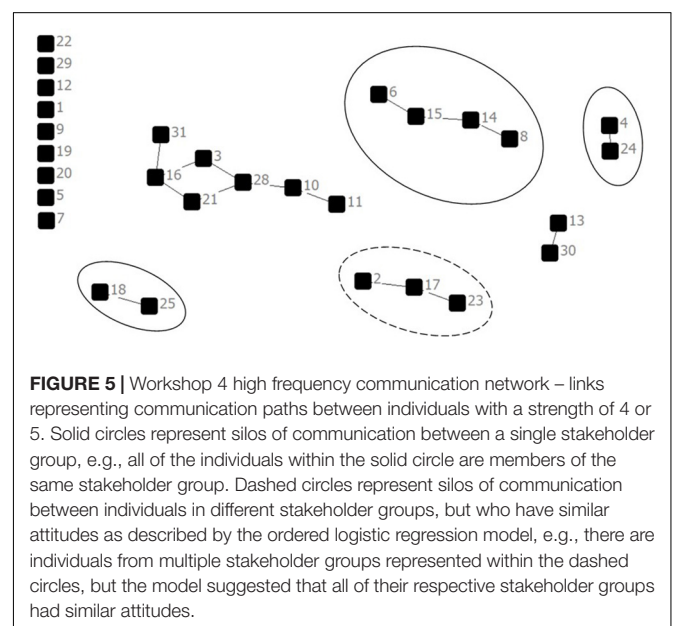 22
29
12
1
9
19
20
5
7
31
3
16
21
28
10
11
6
15
14
8
4
24
13
30
18
25
2
17
23
FIGURE 5 | Workshop 4 high frequency communication network – links
representing communication paths between individuals with a strength of 4 or
5. Solid circles represent silos of communication between a single stakeholder
group, e.g., all of the individuals within the solid circle are members of the
same stakeholder group. Dashed circles represent silos of communication
between individuals in different stakeholder groups, but who have similar
attitudes as described by the ordered logistic regression model, e.g., there are
individuals from multiple stakeholder groups represented within the dashed
circles, but the model suggested that all of their respective stakeholder groups
had similar attitudes.